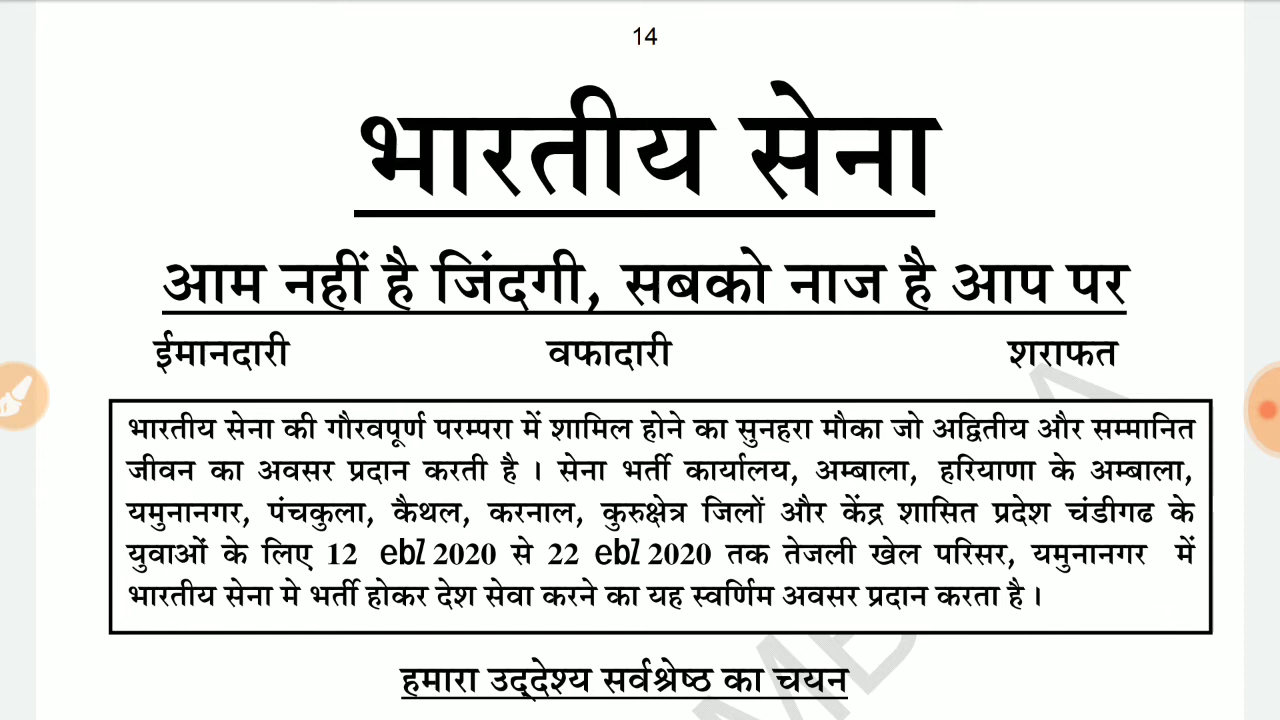 14
भारतीय सेना
आम नहीं है जिंदगी, सबको नाज है आप पर
ईमानदारी वफादारी शराफत
भारतीय सेना की गौरवपूर्ण परम्परा में शामिल होने का सुनहरा मौका जो अद्वितीय और सम्मानित
जीवन का अवसर प्रदान करती है । सेना भर्ती कार्यालय, अम्बाला, हरियाणा के अम्बाला,
यमुनानगर, पंचकुला, कैथल, करनाल, कुरुक्षेत्र जिलों और केंद्र शासित प्रदेश चंडीगढ के
युवाओं के लिए 12 ebZ 2020 से 22 ebZ 2020 तक तेजली खेल परिसर, यमुनानगर में
भारतीय सेना मे भर्ती होकर देश सेवा करने का यह स्वर्णिम अवसर प्रदान करता है ।
हमारा उद्देश्य सर्वश्रेष्ठ का चयन